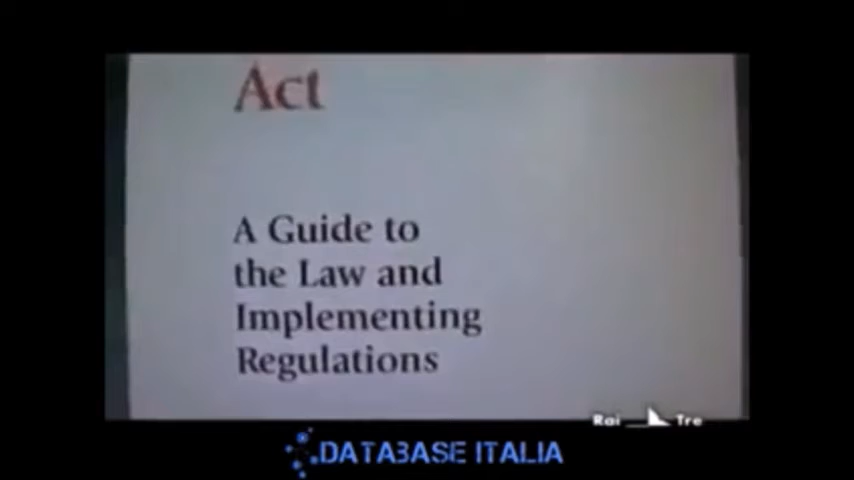 Act
A Guide to
the Law and
Implementing
Regulations
Rai Tre
DATABASE ITALIA